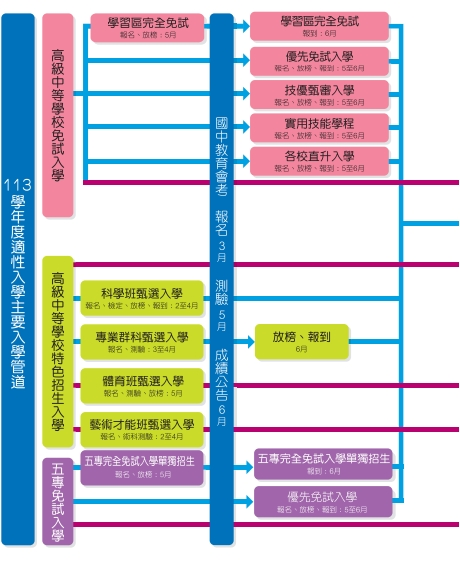 113學年度適性入學主要入學管道
高級中等學校免試入學
學習區完全免試
報名、放榜：5月
國中教育會考 報名3月 測驗5月 成績公告6月
學習區完全免試
報到：6月
優先免試入學
報名、放榜、報到：5至6月
技優甄審入學
報名、放榜、報到：5至6月
實用技能學程
報名、放榜、報到：5至6月
各校直升入學
報名、放榜、報到：5至6月
高級中等學校特色招生入學
科學班甄選入學
報名、檢定、放榜、報到：2至4月
專業群科甄選入學
報名、測驗：3至4月
放榜、報到
6月
體育班甄選入學
報名、測驗、放榜：5月
藝術才能班甄選入學
報名、術科測驗：2至4月
五專免試入學
五專完全免試入學單獨招生
報名、放榜：5月
五專完全免試入學單獨招生
報到：6月
優先免試入學
報名、放榜、報到：5至6月